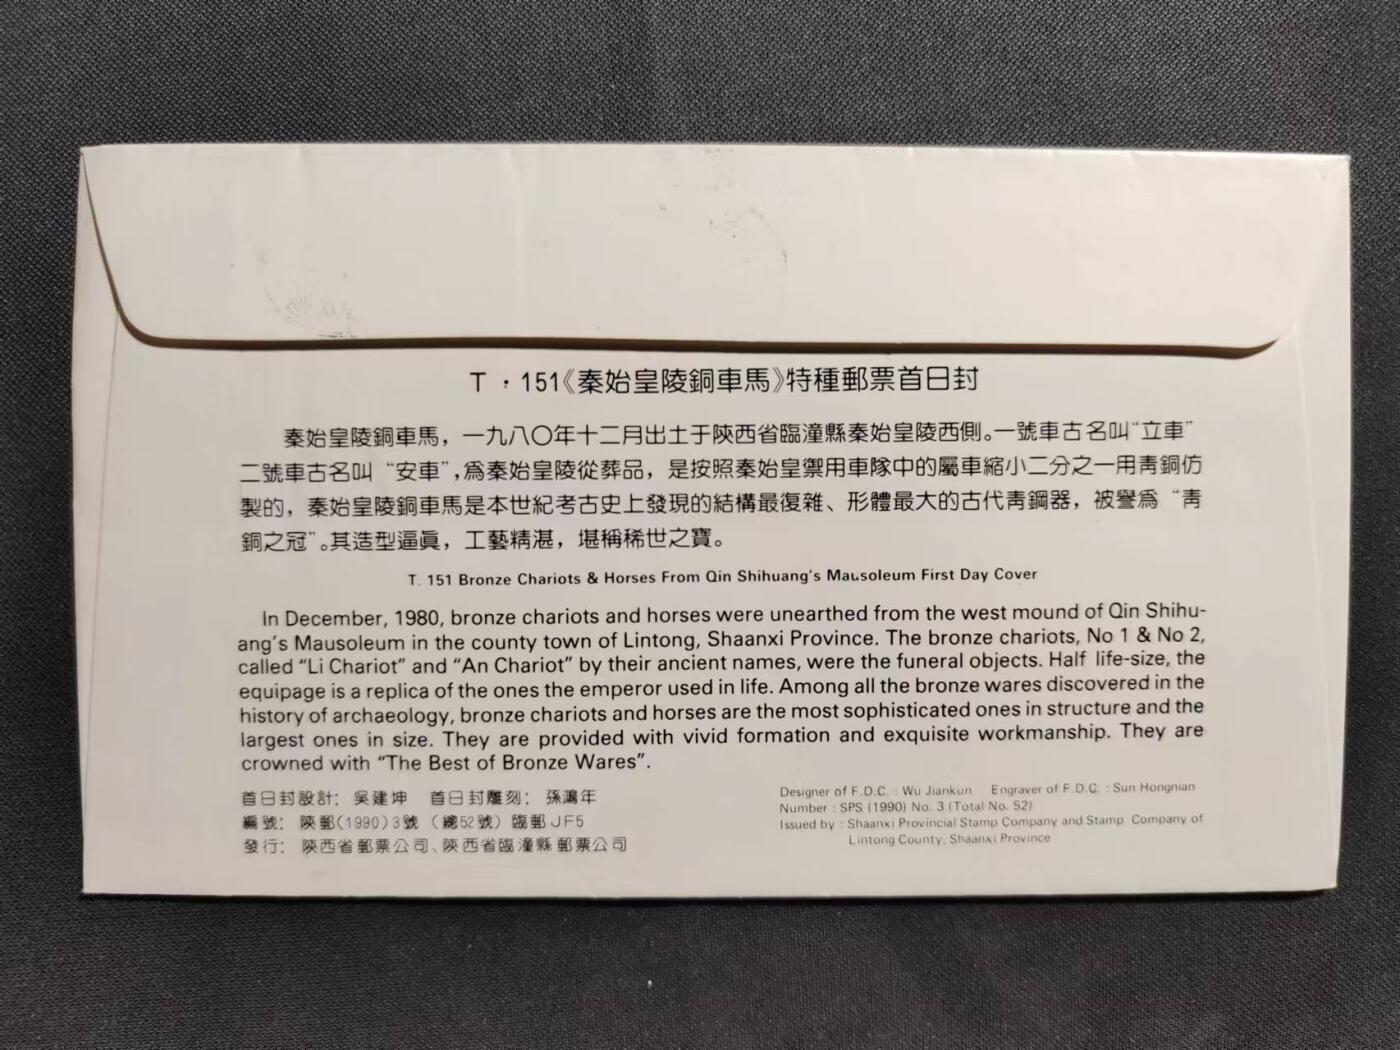 T·151《秦始皇陵銅車馬》特種郵票首日封
秦始皇陵銅車馬，一九八〇年十二月出土于陝西省臨潼縣秦始皇陵西側。一號車古名叫“立車”
二號車古名叫“安車”，爲秦始皇陵從葬品，是按照秦始皇禦用車隊中的屬車縮小二分之一用靑銅仿
製的，秦始皇陵銅車馬是本世紀考古史上發現的結構最復雜、形體最大的古代靑鋼器，被譽爲“靑
銅之冠”。其造型逼眞，工藝精湛，堪稱稀世之寶。
T. 151 Bronze Chariots & Horses From Qin Shihuang's Mausoleum First Day Cover
In December, 1980, bronze chariots and horses were unearthed from the west mound of Qin Shihu-
ang's Mausoleum in the county town of Lintong, Shaanxi Province. The bronze chariots, No 1 & No 2,
called “Li Chariot” and “An Chariot” by their ancient names, were the funeral objects. Half life-size, the
equipage is a replica of the ones the emperor used in life. Among all the bronze wares discovered in the
history of archaeology, bronze chariots and horses are the most sophisticated ones in structure and the
largest ones in size. They are provided with vivid formation and exquisite workmanship. They are
crowned with “The Best of Bronze Wares”.
首日封設計：吳建坤 首日封雕刻：孫鴻年
編號：陝郵(1990)3號（總52號）臨郵JF5
發行：陝西省郵票公司、陝西省臨潼縣郵票公司
Designer of F.D.C. : Wu Jiankun Engraver of F.D.C. : Sun Hongnian
Number : SPS (1990) No. 3 (Total No. 52)
Issued by : Shaanxi Provincial Stamp Company and Stamp Company of
Lintong County, Shaanxi Province